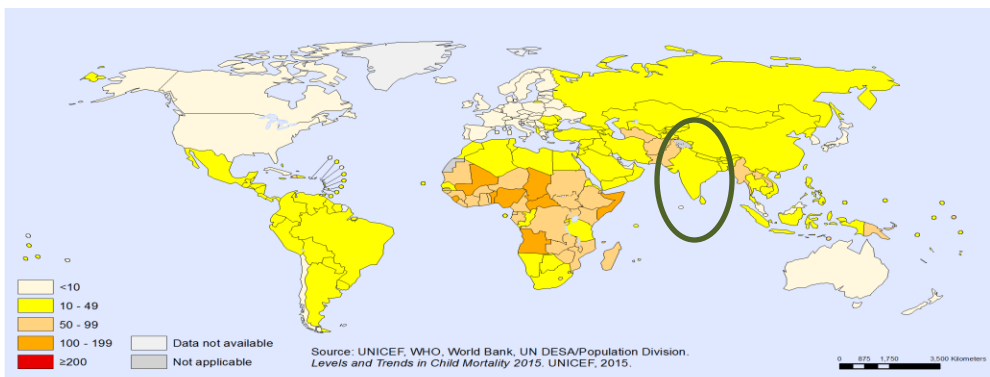 <10
10 - 49
50 - 99
100 - 199
≥200
Data not available
Not applicable
Source: UNICEF, WHO, World Bank, UN DESA/Population Division.
Levels and Trends in Child Mortality 2015. UNICEF, 2015.
0 875 1,750 3,500 Kilometers